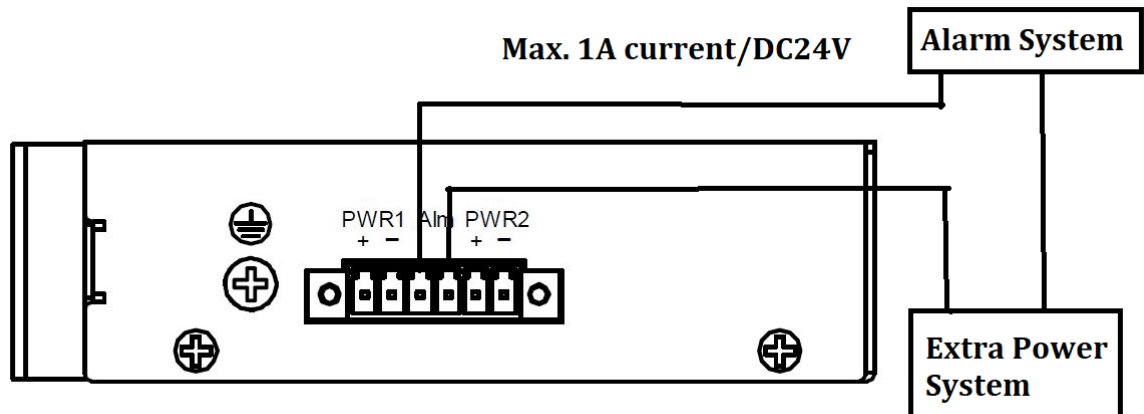 Max. 1A current/DC24V
Alarm System
PWR1 Alm PWR2
+ − + −
Extra Power
System